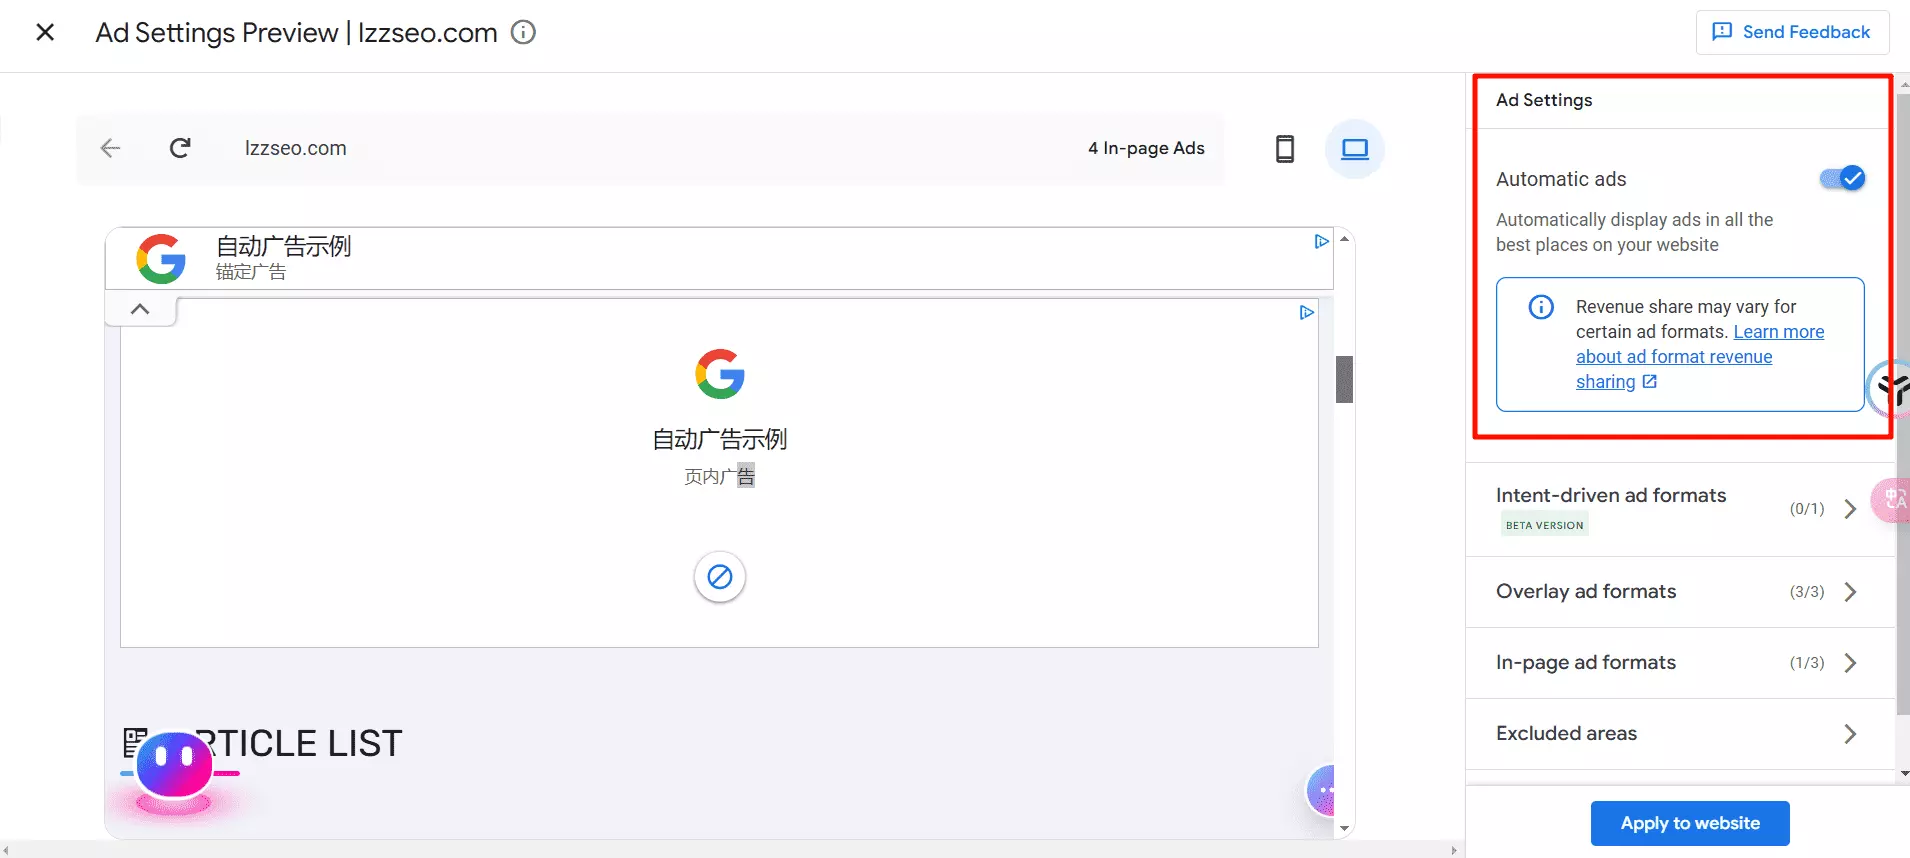 Ad Settings Preview | lzzseo.com
Send Feedback
lzzseo.com
4 In-page Ads
自动广告示例
锚定广告
自动广告示例
页内广告
RTICLE LIST
Ad Settings
Automatic ads
Automatically display ads in all the
best places on your website
Revenue share may vary for
certain ad formats. Learn more
about ad format revenue
sharing
Intent-driven ad formats
(0/1)
BETA VERSION
Overlay ad formats
(3/3)
In-page ad formats
(1/3)
Excluded areas
Apply to website